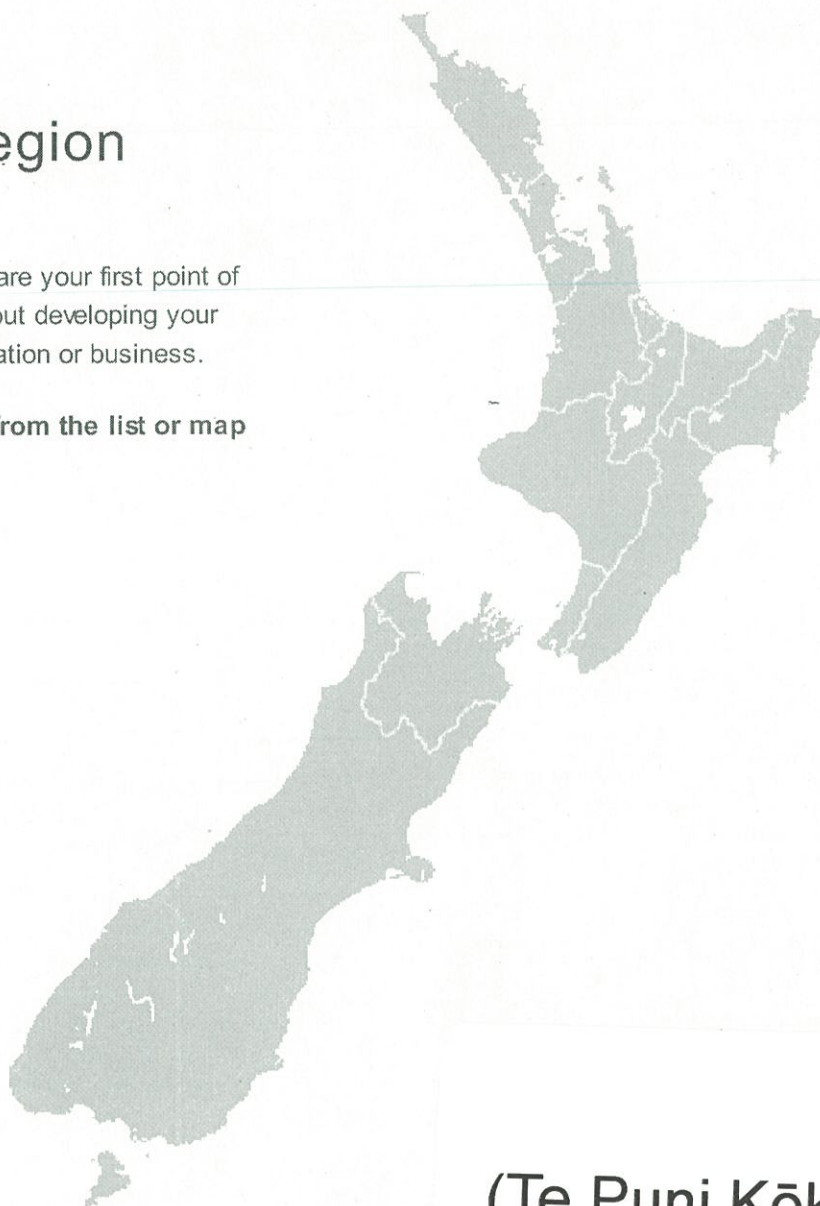 egion
are your first point of
out developing your
ation or business.
from the list or map
(Te Puni Kōk